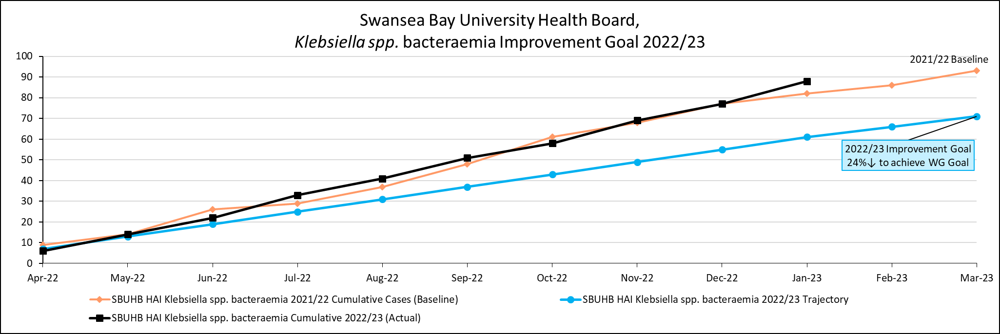 Swansea Bay University Health Board,
Klebsiella spp. bacteraemia Improvement Goal 2022/23
100
90
80
70
60
50
40
30
20
10
0
2021/22 Baseline
2022/23 Improvement Goal
24%↓ to achieve WG Goal
Apr-22 May-22 Jun-22 Jul-22 Aug-22 Sep-22 Oct-22 Nov-22 Dec-22 Jan-23 Feb-23 Mar-23
SBUHB HAI Klebsiella spp. bacteraemia 2021/22 Cumulative Cases (Baseline)
SBUHB HAI Klebsiella spp. bacteraemia 2022/23 Trajectory
SBUHB HAI Klebsiella spp. bacteraemia Cumulative 2022/23 (Actual)